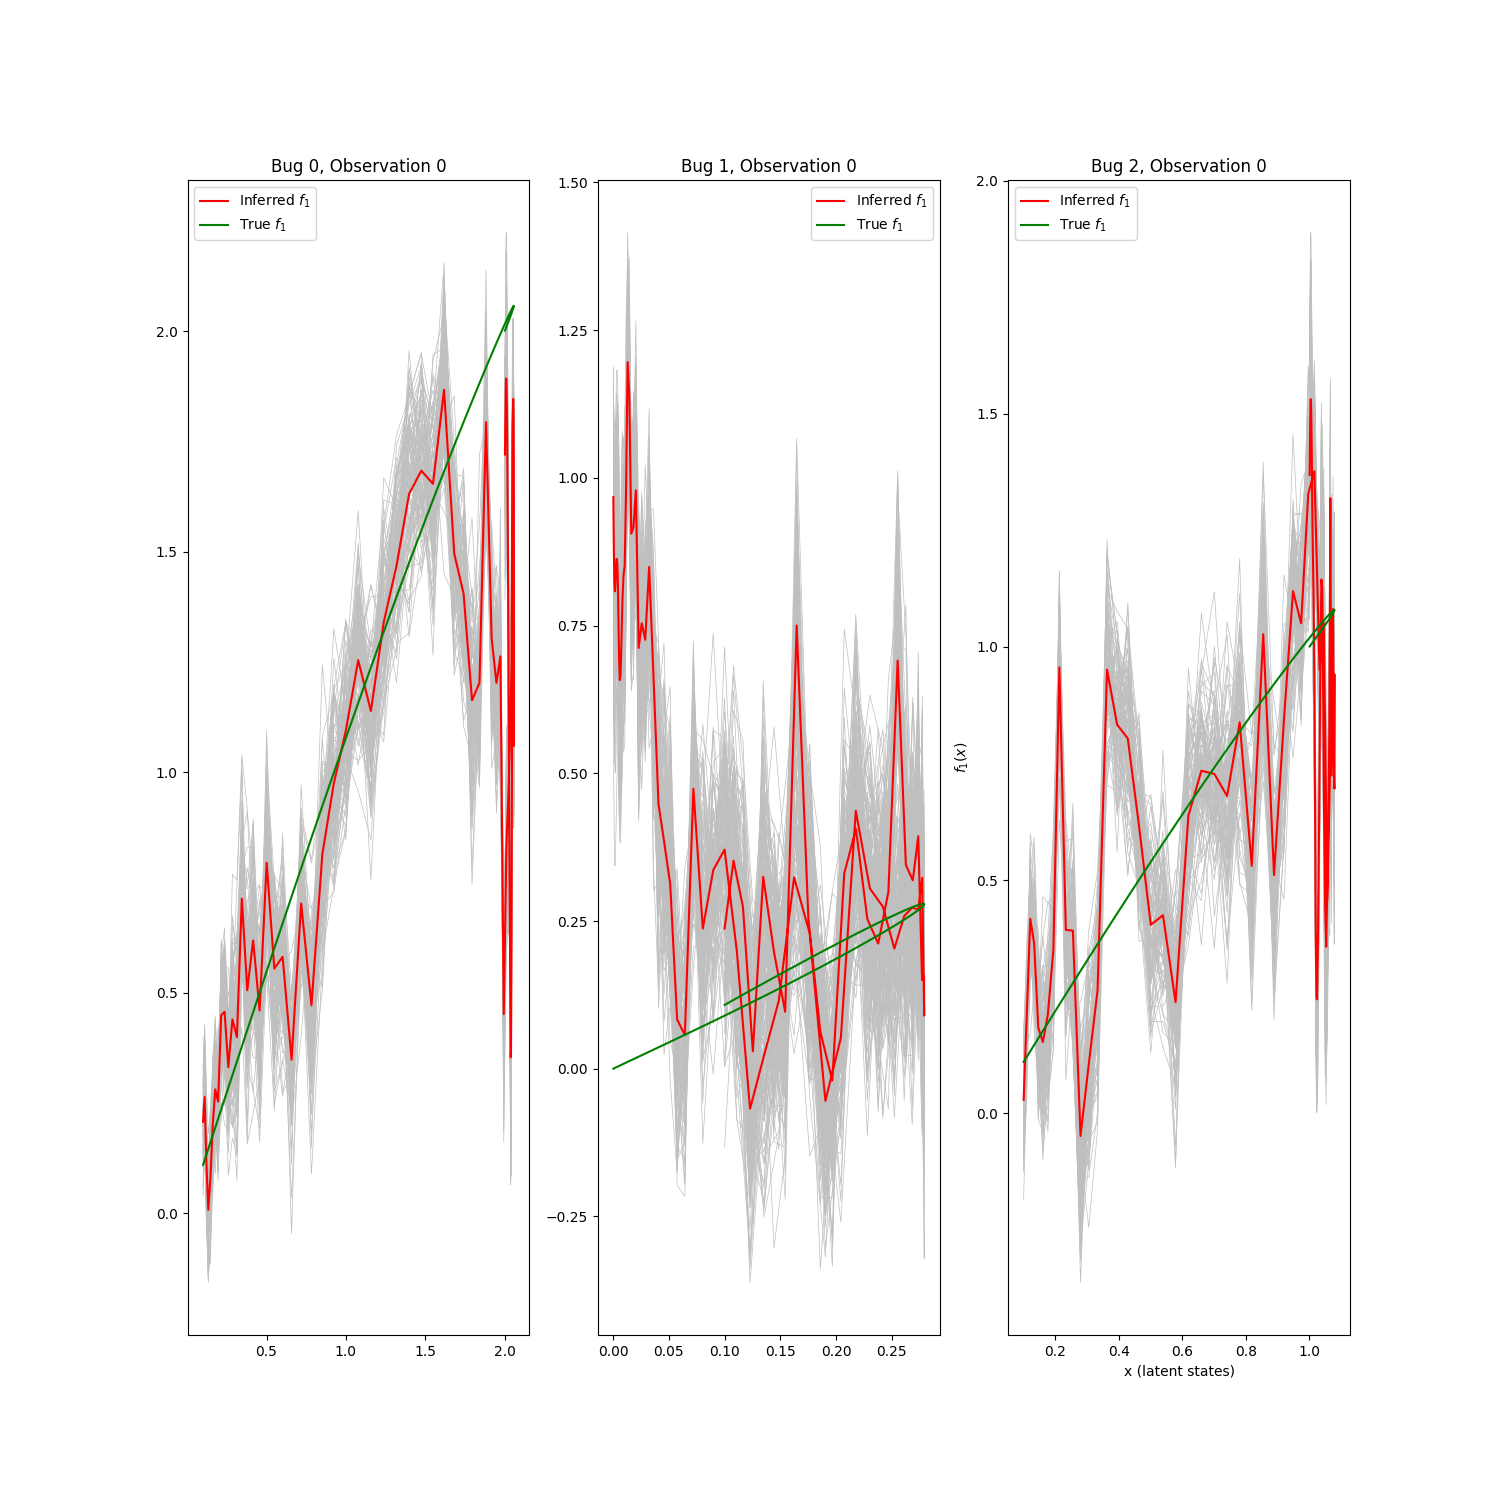 Bug 0, Observation 0
Inferred f₁
True f₁
2.0
1.5
1.0
0.5
0.0
0.5 1.0 1.5 2.0
Bug 1, Observation 0
Inferred f₁
True f₁
1.50
1.25
1.00
0.75
0.50
0.25
0.00
−0.25
0.00 0.05 0.10 0.15 0.20 0.25
Bug 2, Observation 0
Inferred f₁
True f₁
f₁(x)
2.0
1.5
1.0
0.5
0.0
0.2 0.4 0.6 0.8 1.0
x (latent states)